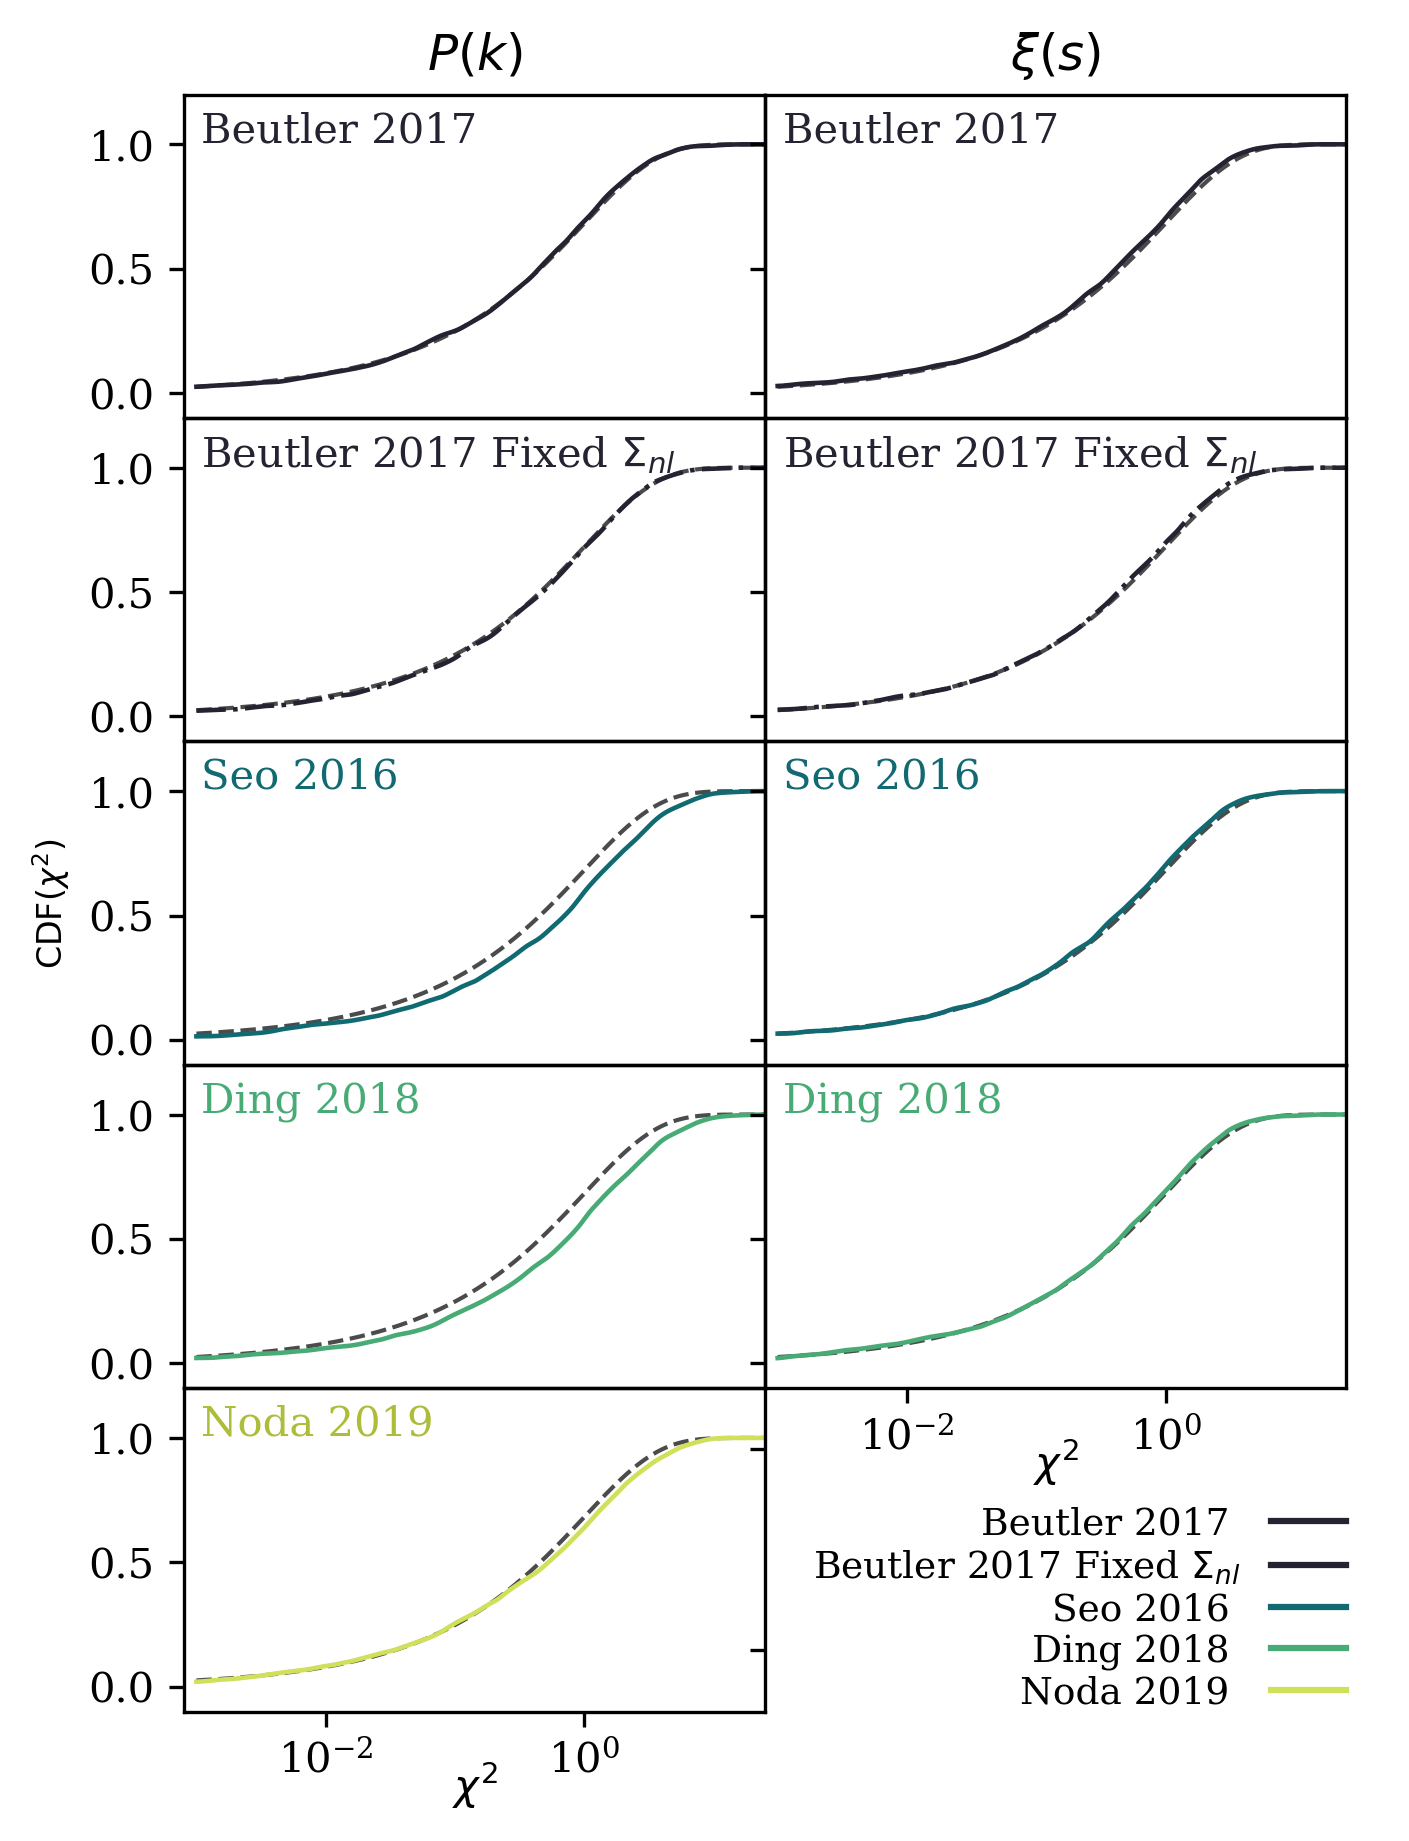 P(k) ξ(s)
Beutler 2017 Beutler 2017
1.0
0.5
0.0
Beutler 2017 Fixed Σnl Beutler 2017 Fixed Σnl
1.0
0.5
0.0
Seo 2016 Seo 2016
1.0
CDF(χ²)
0.5
0.0
Ding 2018 Ding 2018
1.0
0.5
0.0
10⁻² 10⁰
χ²
Noda 2019
1.0
0.5
0.0
10⁻² 10⁰
χ²
Beutler 2017
Beutler 2017 Fixed Σnl
Seo 2016
Ding 2018
Noda 2019